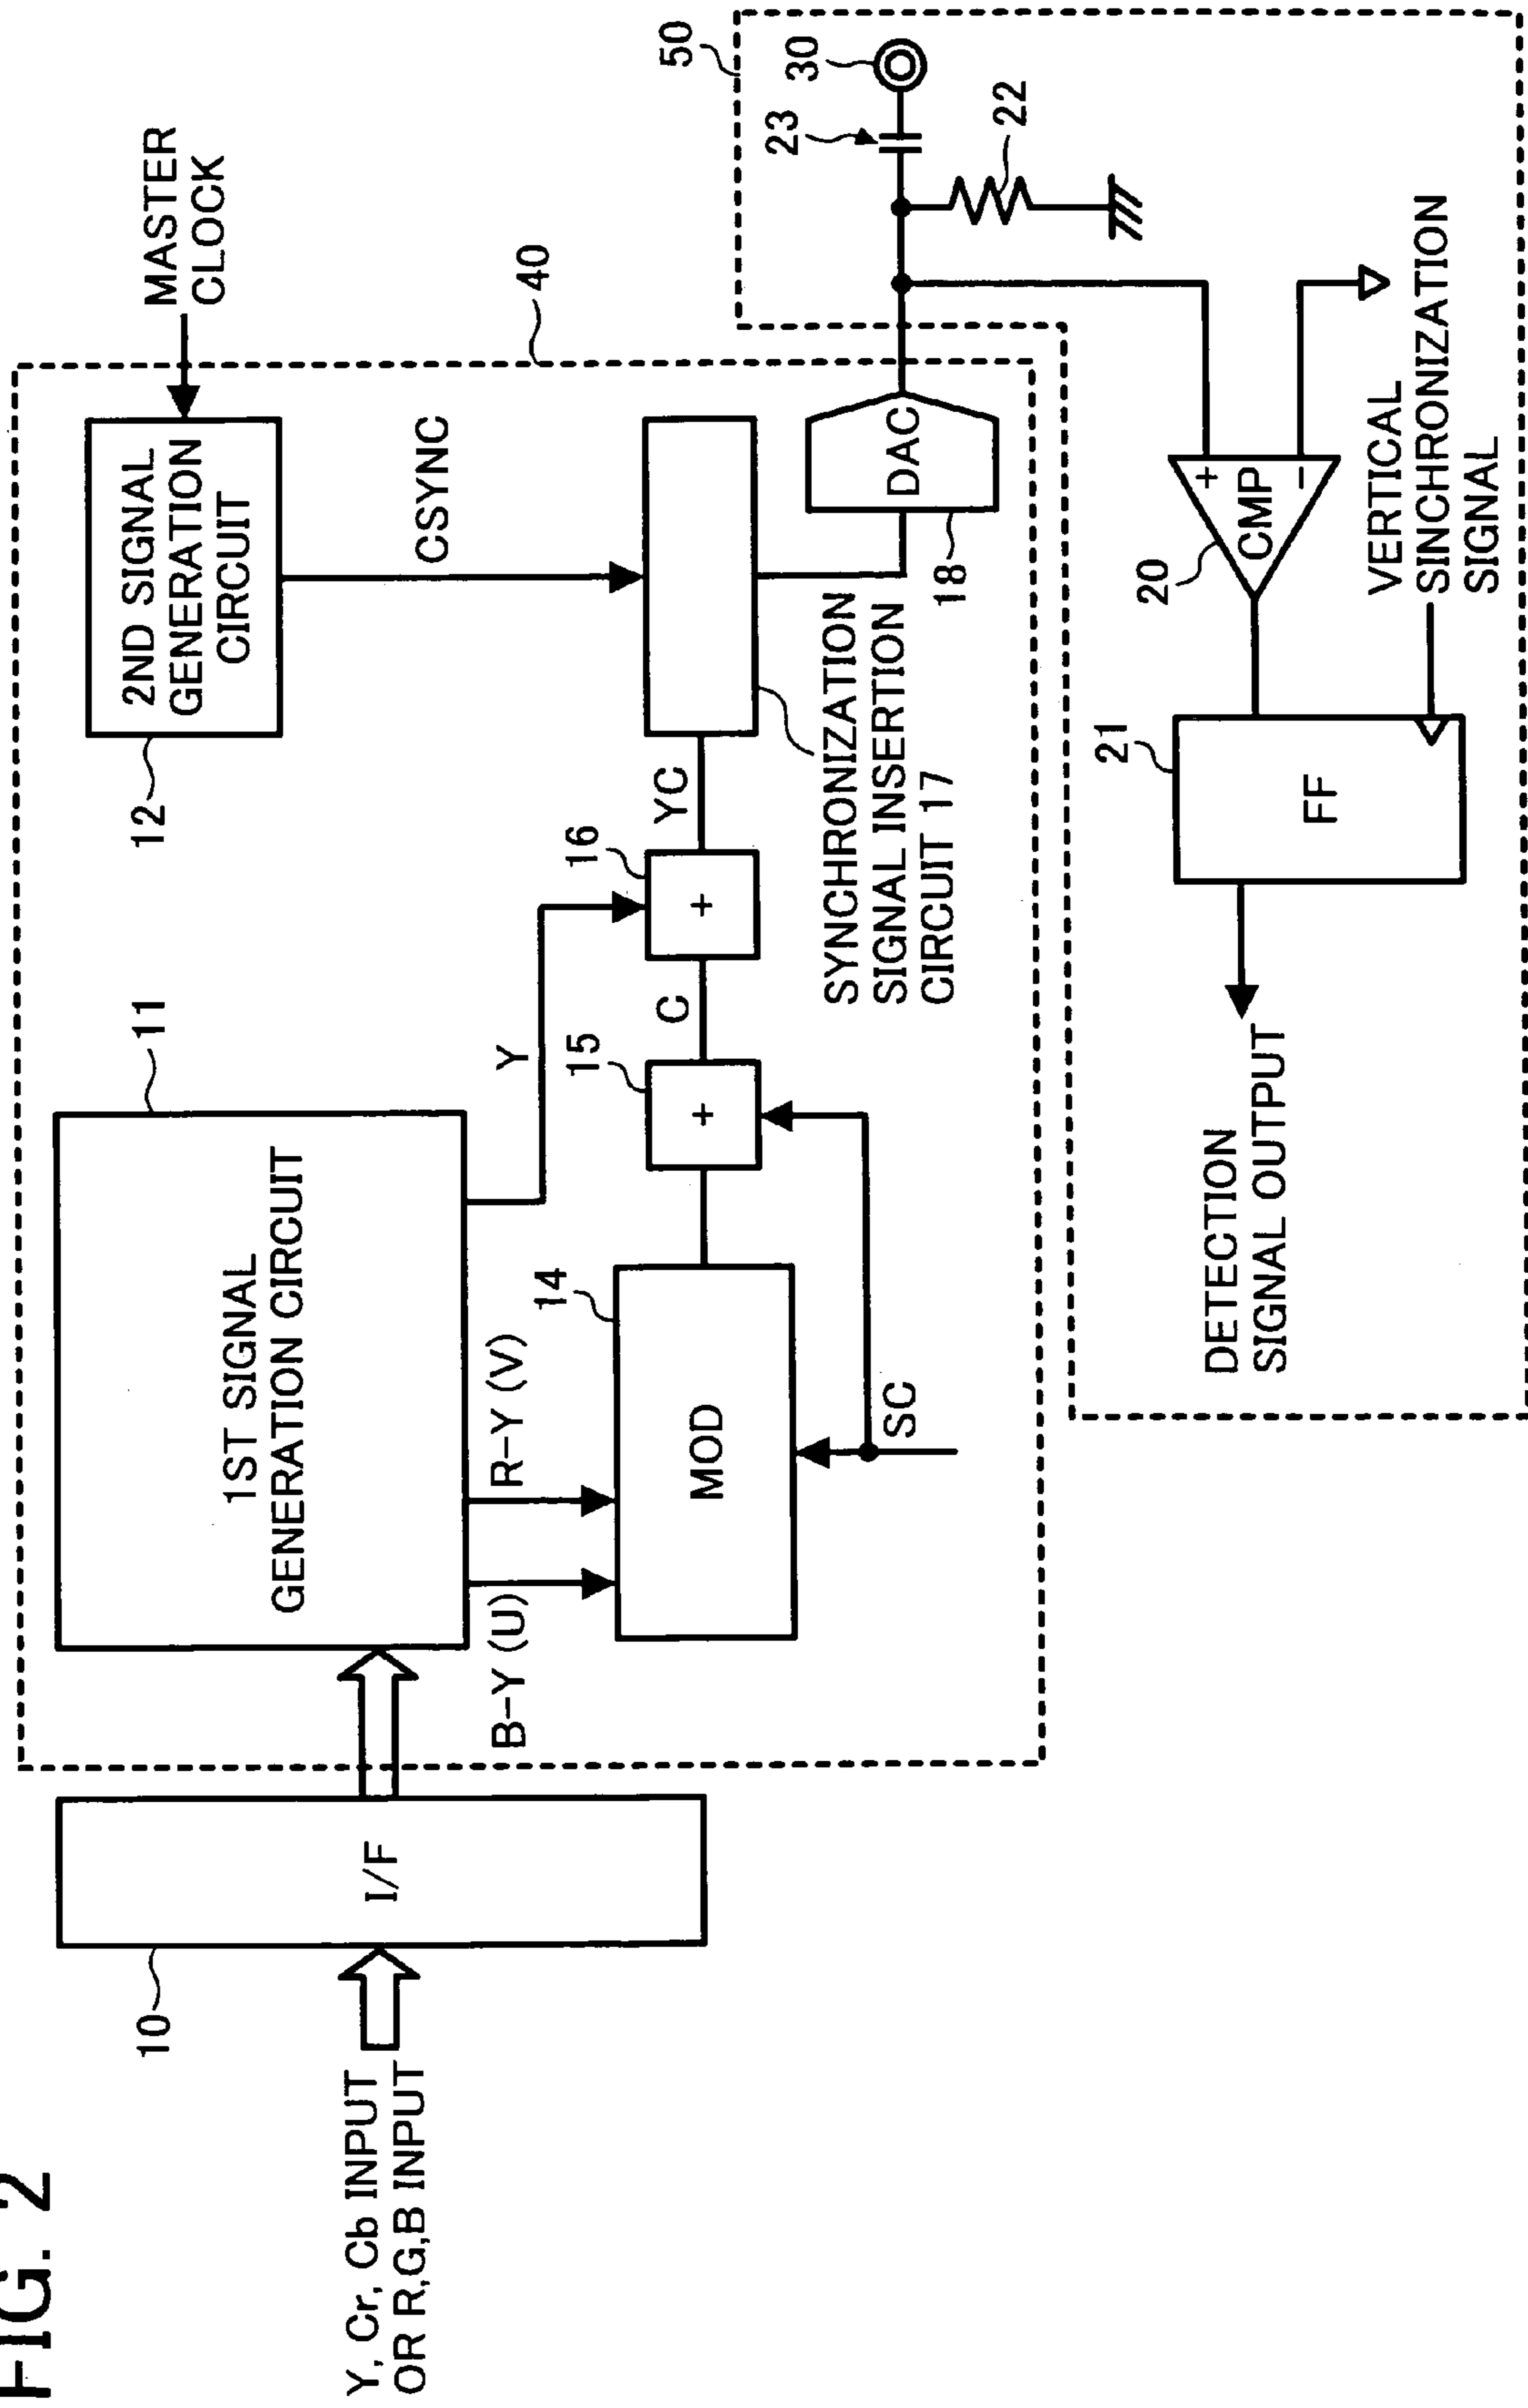 FIG. 2
Y, Cr, Cb INPUT
OR R,G,B INPUT
10
I/F
11
1ST SIGNAL
GENERATION CIRCUIT
B-Y (U)
R-Y (V)
Y
14
MOD
SC
15
+
C
16
+
YC
12
2ND SIGNAL
GENERATION
CIRCUIT
MASTER
CLOCK
CSYNC
40
SYNCHRONIZATION
SIGNAL INSERTION
CIRCUIT 17
DAC
18
50
30
23
22
20
CMP
+
−
21
FF
VERTICAL
SINCHRONIZATION
SIGNAL
DETECTION
SIGNAL OUTPUT